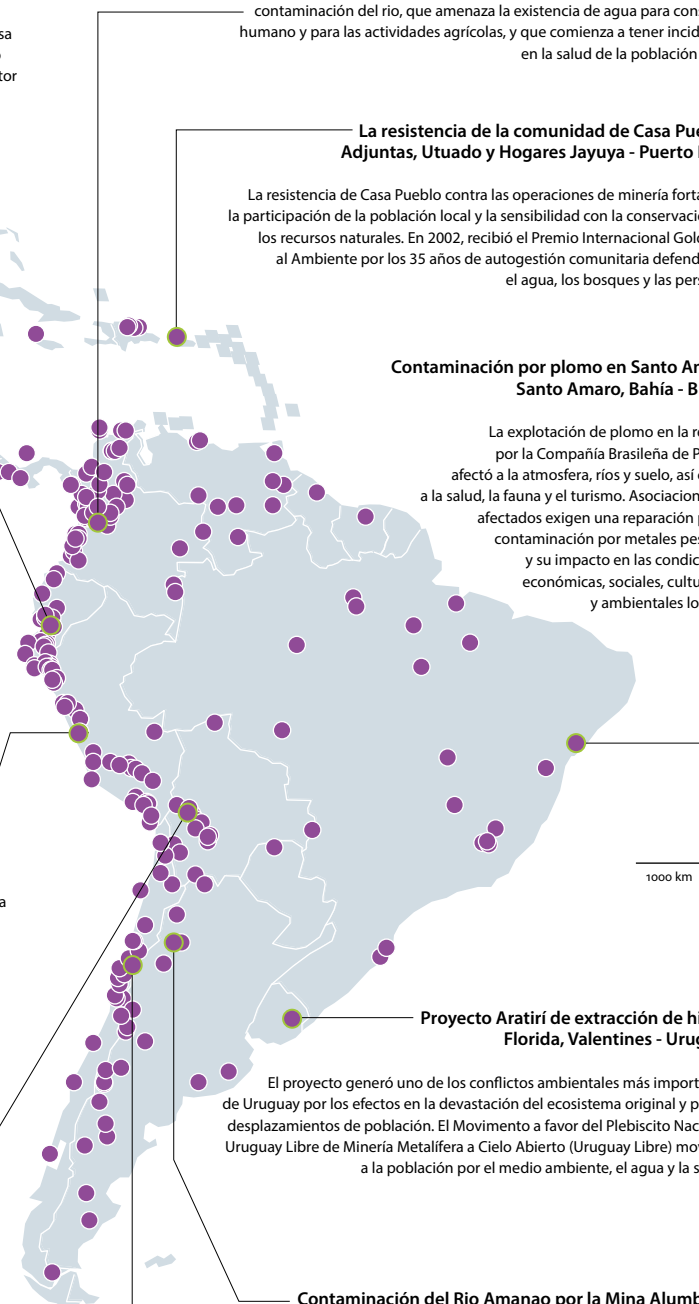 sa
tor
contaminación del rio, que amenaza la existencia de agua para cons
humano y para las actividades agrícolas, y que comienza a tener incid
en la salud de la población
La resistencia de la comunidad de Casa Pue
Adjuntas, Utuado y Hogares Jayuya - Puerto
La resistencia de Casa Pueblo contra las operaciones de minería forta
la participación de la población local y la sensibilidad con la conservació
los recursos naturales. En 2002, recibió el Premio Internacional Gold
al Ambiente por los 35 años de autogestión comunitaria defend
el agua, los bosques y las pers
Contaminación por plomo en Santo Am
Santo Amaro, Bahía - B
La explotación de plomo en la re
por la Compañía Brasileña de P
afectó a la atmosfera, ríos y suelo, así
a la salud, la fauna y el turismo. Asociacion
afectados exigen una reparación p
contaminación por metales pes
y su impacto en las condic
económicas, sociales, cultu
y ambientales lo
1000 km
a
Proyecto Aratirí de extracción de hi
Florida, Valentines - Urug
El proyecto generó uno de los conflictos ambientales más import
de Uruguay por los efectos en la devastación del ecosistema original y p
desplazamientos de población. El Movimento a favor del Plebiscito Nac
Uruguay Libre de Minería Metalífera a Cielo Abierto (Uruguay Libre) mov
a la población por el medio ambiente, el agua y la s
Contaminación del Rio Amanao por la Mina Alumb